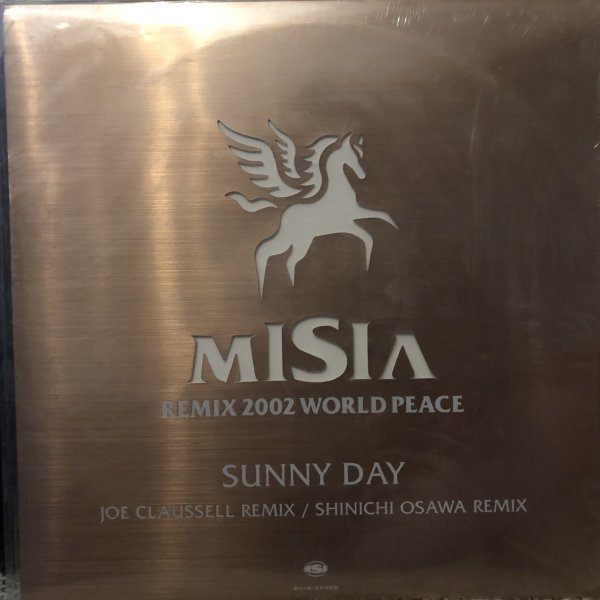 MISIA
REMIX 2002 WORLD PEACE
SUNNY DAY
JOE CLAUSSELL REMIX / SHINICHI OSAWA REMIX